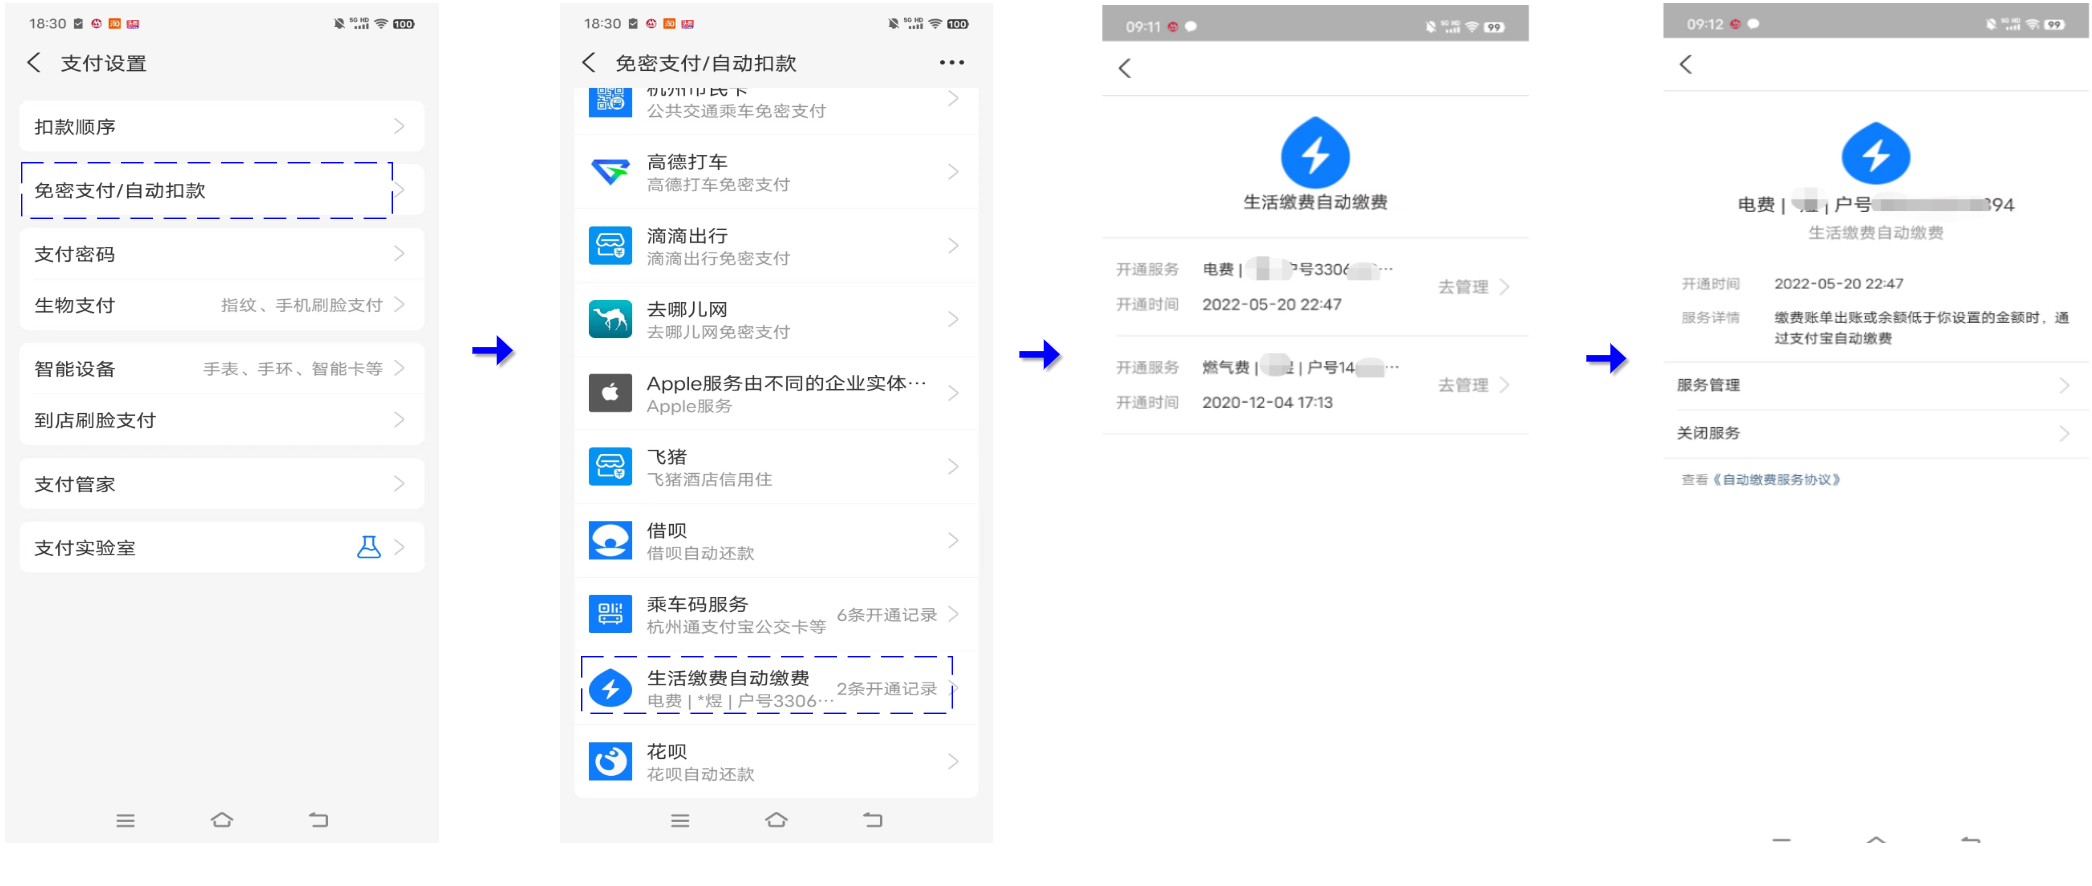 18:30
5G HD
100
支付设置
扣款顺序
免密支付/自动扣款
支付密码
生物支付 指纹、手机刷脸支付
智能设备 手表、手环、智能卡等
到店刷脸支付
支付管家
支付实验室
18:30
5G HD
100
免密支付/自动扣款
杭州市民卡
公共交通乘车免密支付
高德打车
高德打车免密支付
滴滴出行
滴滴出行免密支付
去哪儿网
去哪儿网免密支付
Apple服务由不同的企业实体…
Apple服务
飞猪
飞猪酒店信用住
借呗
借呗自动还款
乘车码服务
杭州通支付宝公交卡等
6条开通记录
生活缴费自动缴费
电费 | *煜 | 户号3306…
2条开通记录
花呗
花呗自动还款
09:11
99
生活缴费自动缴费
开通服务 电费 | 户号3306 …
开通时间 2022-05-20 22:47
去管理
开通服务 燃气费 | | 户号14 …
开通时间 2020-12-04 17:13
去管理
09:12
99
电费 | | 户号 394
生活缴费自动缴费
开通时间 2022-05-20 22:47
服务详情 缴费账单出账或余额低于你设置的金额时，通
过支付宝自动缴费
服务管理
关闭服务
查看《自动缴费服务协议》